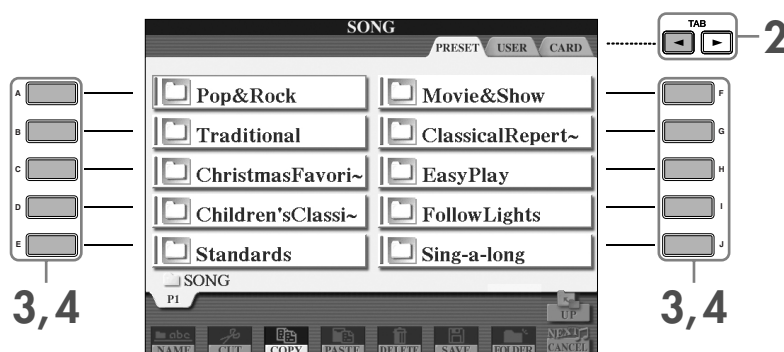 SONG
TAB
2
PRESET USER CARD
A Pop&Rock Movie&Show F
B Traditional ClassicalRepert~ G
C ChristmasFavori~ EasyPlay H
D Children'sClassi~ FollowLights I
E Standards Sing-a-long J
SONG
3,4 P1 UP 3,4
abc NEXT
NAME CUT COPY PASTE DELETE SAVE FOLDER CANCEL